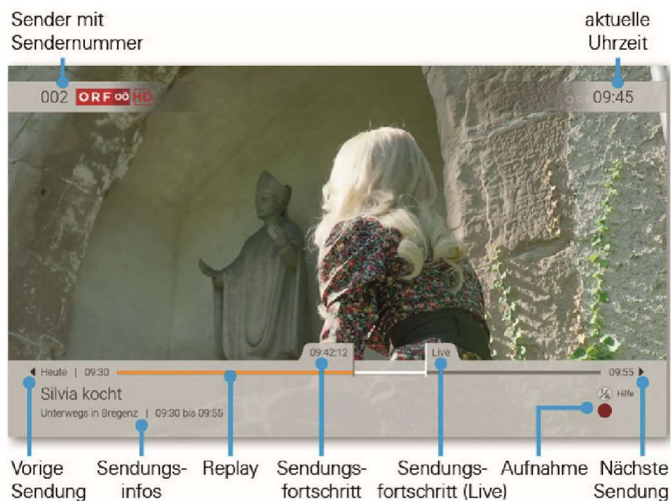 Sender mit
Sendernummer
aktuelle
Uhrzeit
002 ORF oö HD
09:45
09:42:12
Live
Heute | 09:30
09:55
Silvia kocht
Hilfe
Unterwegs in Bregenz | 09:30 bis 09:55
Vorige
Sendung
Sendungs-
infos
Replay
Sendungs-
fortschritt
Sendungs-
fortschritt (Live)
Aufnahme
Nächste
Sendung